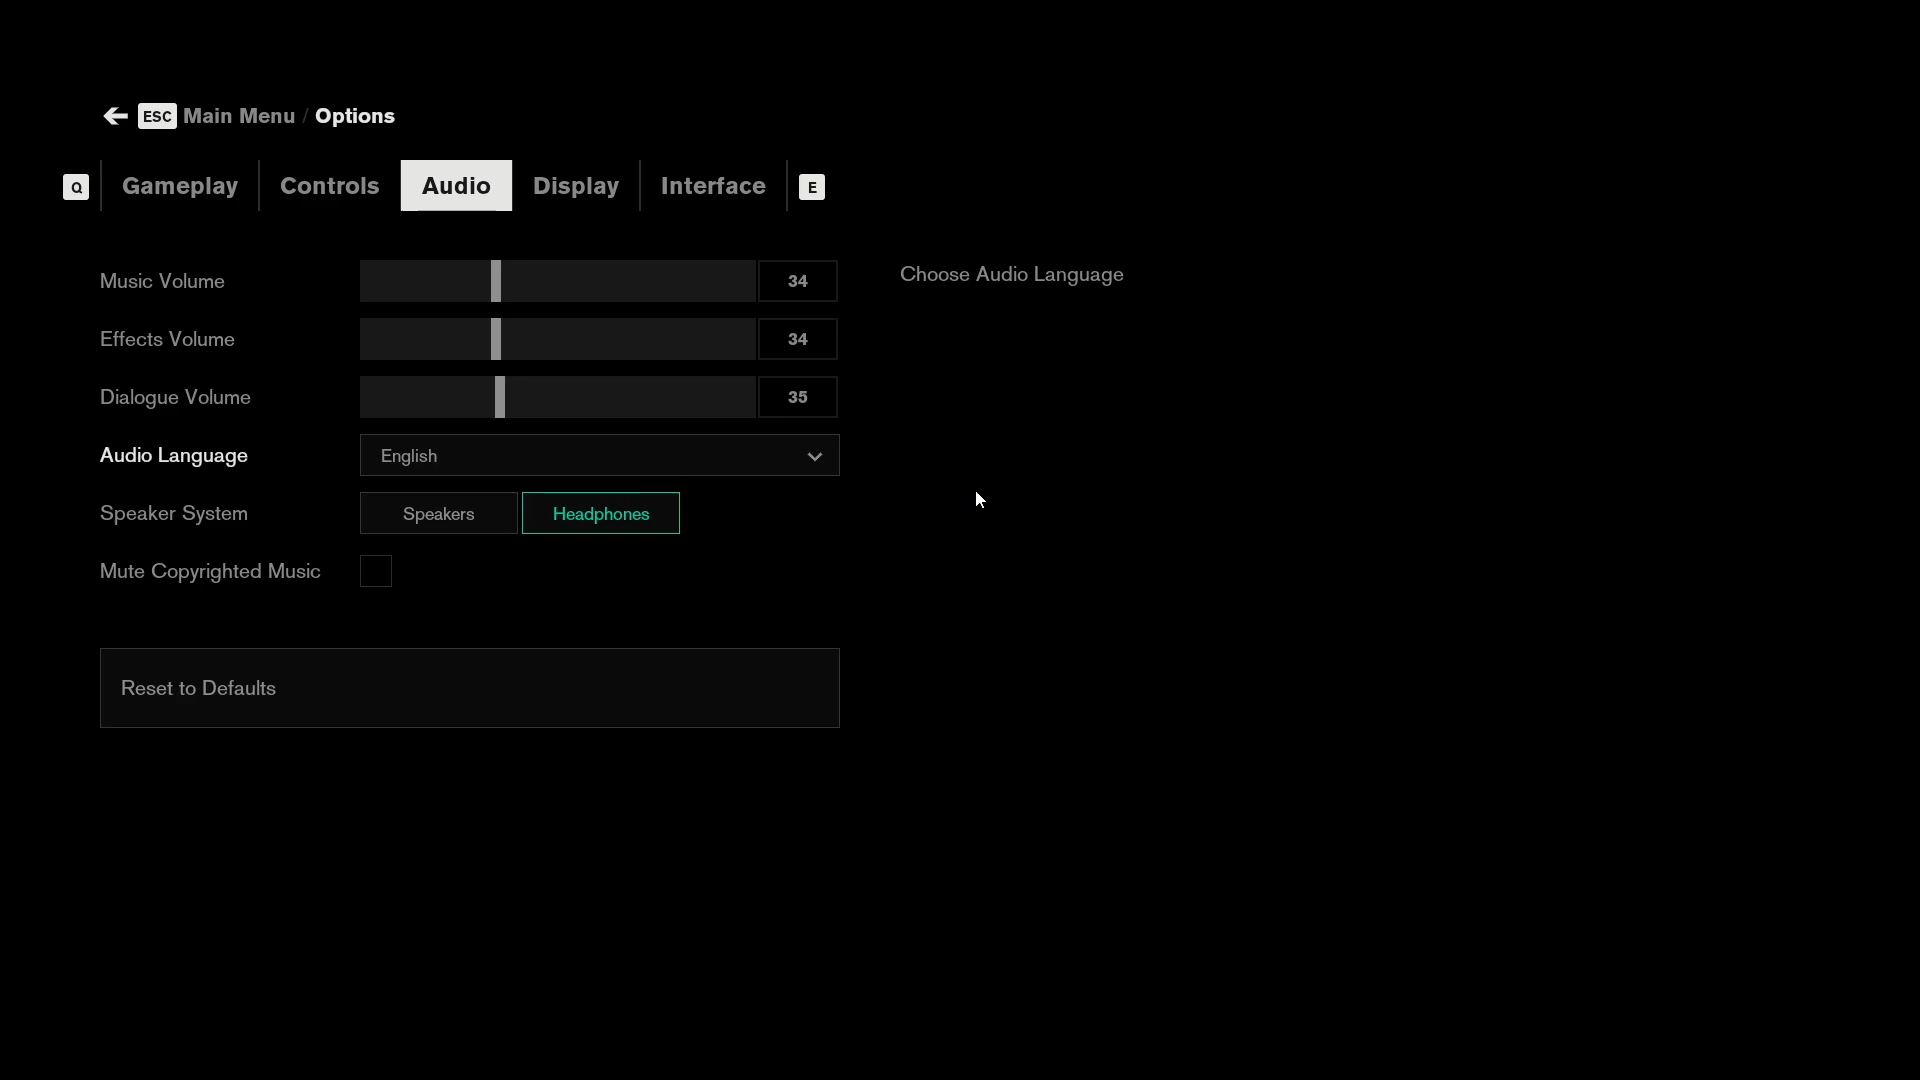 ESC Main Menu / Options
Q Gameplay Controls Audio Display Interface E
Music Volume 34
Choose Audio Language
Effects Volume 34
Dialogue Volume 35
Audio Language English
Speaker System Speakers Headphones
Mute Copyrighted Music
Reset to Defaults